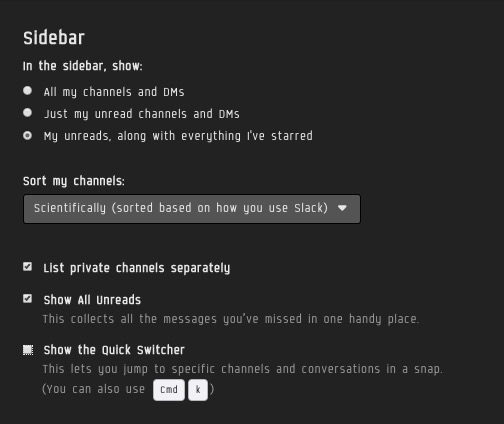 Sidebar
In the sidebar, show:
All my channels and DMs
Just my unread channels and DMs
My unreads, along with everything I've starred
Sort my channels:
Scientifically (sorted based on how you use Slack)
List private channels separately
Show All Unreads
This collects all the messages you've missed in one handy place.
Show the Quick Switcher
This lets you jump to specific channels and conversations in a snap.
(You can also use Cmd k)